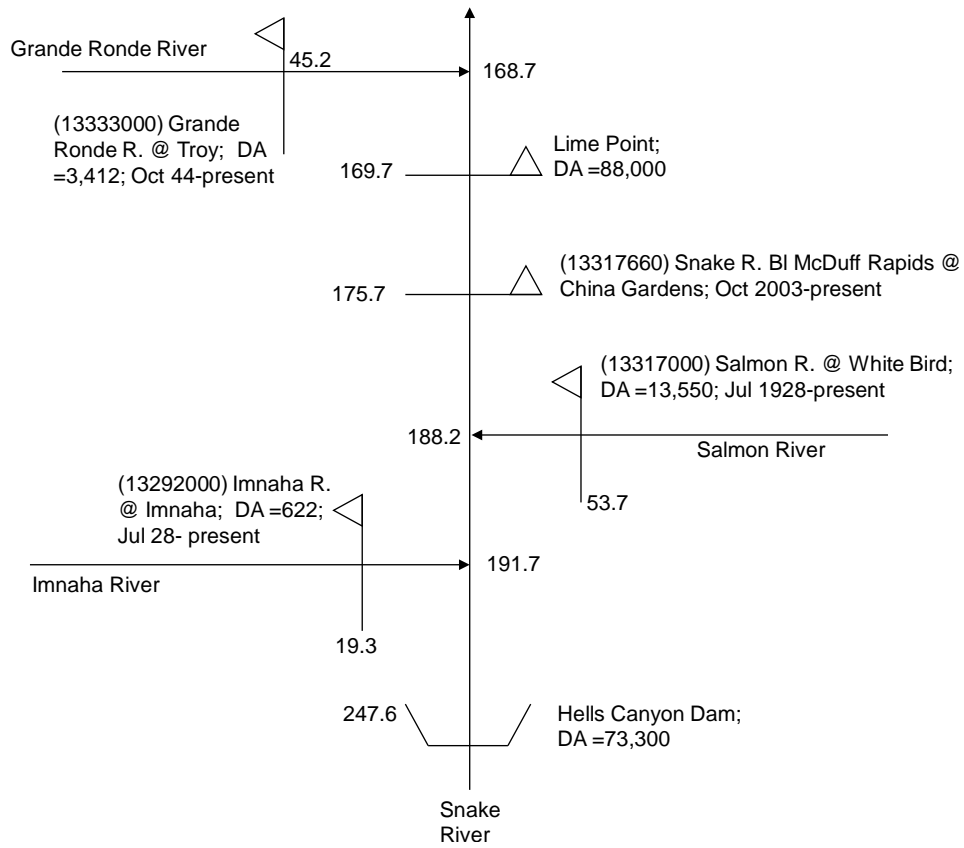 Grande Ronde River
45.2
168.7
(13333000) Grande
Ronde R. @ Troy; DA
=3,412; Oct 44-present
Lime Point;
DA =88,000
169.7
(13317660) Snake R. Bl McDuff Rapids @
China Gardens; Oct 2003-present
175.7
(13317000) Salmon R. @ White Bird;
DA =13,550; Jul 1928-present
188.2
Salmon River
53.7
(13292000) Imnaha R.
@ Imnaha; DA =622;
Jul 28- present
191.7
Imnaha River
19.3
247.6
Hells Canyon Dam;
DA =73,300
Snake
River